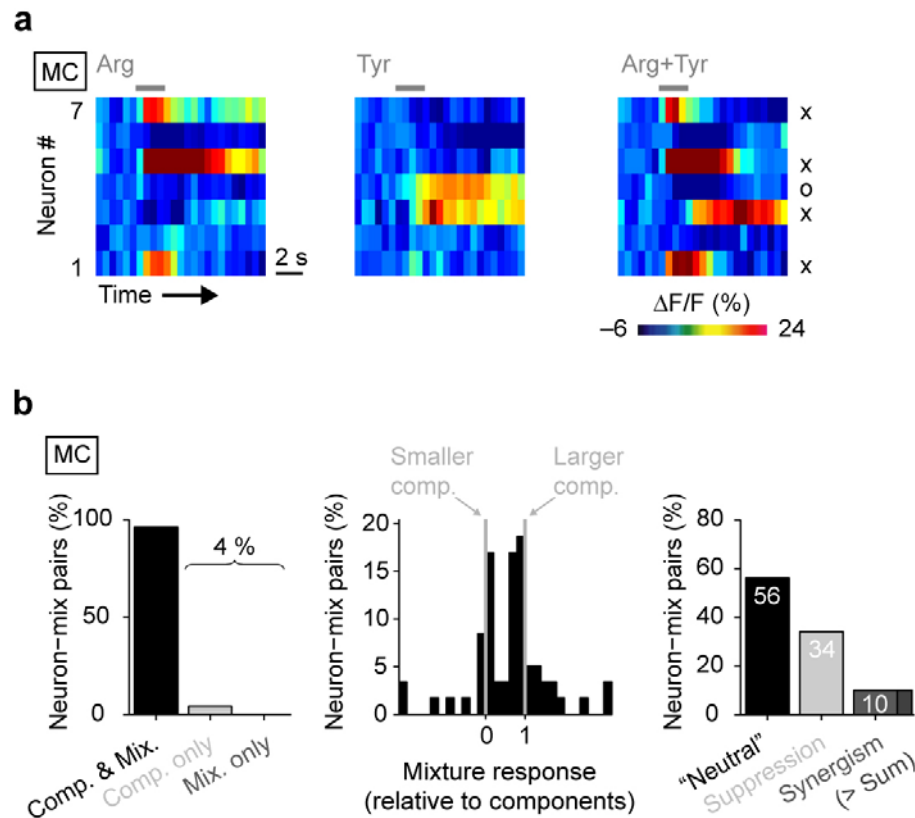 a
MC
Arg
Tyr
Arg+Tyr
7
Neuron #
1
2 s
Time
x
x
o
x
x
ΔF/F (%)
−6
24
b
MC
Neuron−mix pairs (%)
100
50
0
4 %
Comp. & Mix.
Comp. only
Mix. only
Smaller
comp.
Larger
comp.
Neuron−mix pairs (%)
20
15
10
5
0
0
1
Mixture response
(relative to components)
Neuron−mix pairs (%)
80
60
40
20
0
56
34
10
“Neutral”
Suppression
Synergism
(> Sum)